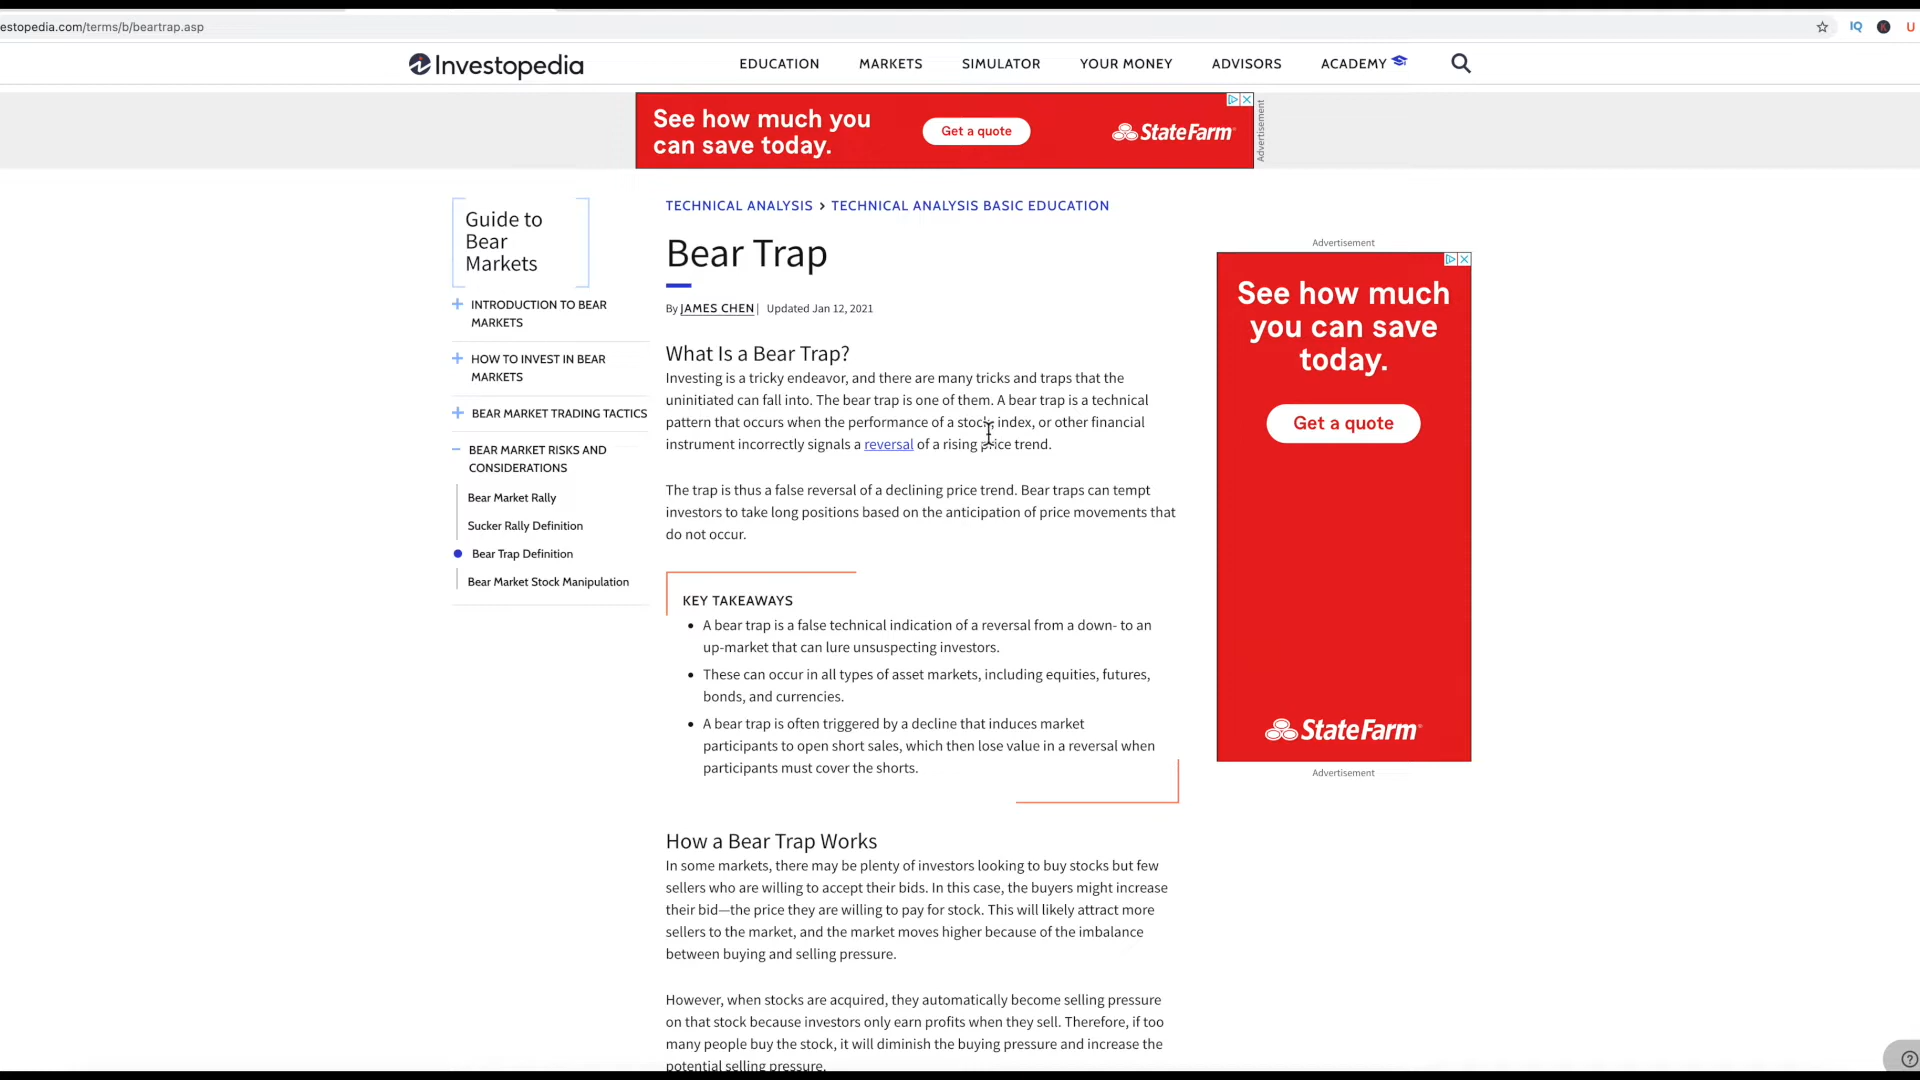 estopedia.com/terms/b/beartrap.asp
IQ
U
Investopedia
EDUCATION
MARKETS
SIMULATOR
YOUR MONEY
ADVISORS
ACADEMY
See how much you
can save today.
Get a quote
StateFarm
Advertisement
Guide to
Bear
Markets
INTRODUCTION TO BEAR
MARKETS
HOW TO INVEST IN BEAR
MARKETS
BEAR MARKET TRADING TACTICS
BEAR MARKET RISKS AND
CONSIDERATIONS
Bear Market Rally
Sucker Rally Definition
Bear Trap Definition
Bear Market Stock Manipulation
TECHNICAL ANALYSIS > TECHNICAL ANALYSIS BASIC EDUCATION
Bear Trap
By JAMES CHEN | Updated Jan 12, 2021
What Is a Bear Trap?
Investing is a tricky endeavor, and there are many tricks and traps that the
uninitiated can fall into. The bear trap is one of them. A bear trap is a technical
pattern that occurs when the performance of a stock, index, or other financial
instrument incorrectly signals a reversal of a rising price trend.
The trap is thus a false reversal of a declining price trend. Bear traps can tempt
investors to take long positions based on the anticipation of price movements that
do not occur.
KEY TAKEAWAYS
• A bear trap is a false technical indication of a reversal from a down- to an
up-market that can lure unsuspecting investors.
• These can occur in all types of asset markets, including equities, futures,
bonds, and currencies.
• A bear trap is often triggered by a decline that induces market
participants to open short sales, which then lose value in a reversal when
participants must cover the shorts.
How a Bear Trap Works
In some markets, there may be plenty of investors looking to buy stocks but few
sellers who are willing to accept their bids. In this case, the buyers might increase
their bid—the price they are willing to pay for stock. This will likely attract more
sellers to the market, and the market moves higher because of the imbalance
between buying and selling pressure.
However, when stocks are acquired, they automatically become selling pressure
on that stock because investors only earn profits when they sell. Therefore, if too
many people buy the stock, it will diminish the buying pressure and increase the
potential selling pressure.
Advertisement
See how much
you can save
today.
Get a quote
StateFarm
Advertisement